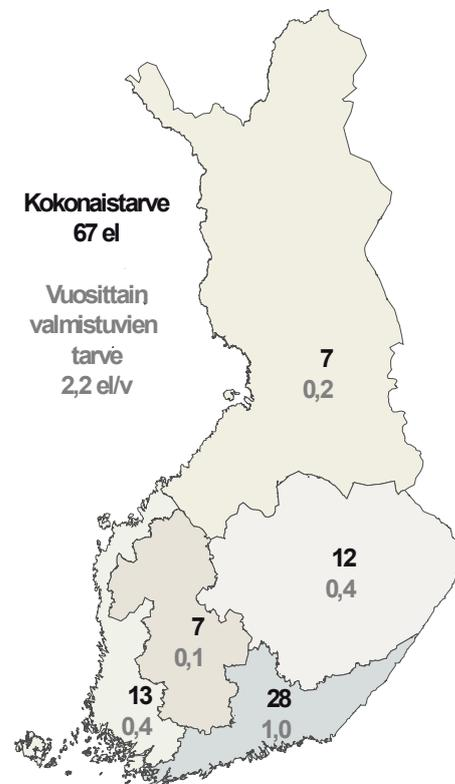 Kokonaistarve
67 el
Vuosittain
valmistuvien
tarve
2,2 el/v
7
0,2
12
0,4
7
0,1
13
0,4
28
1,0